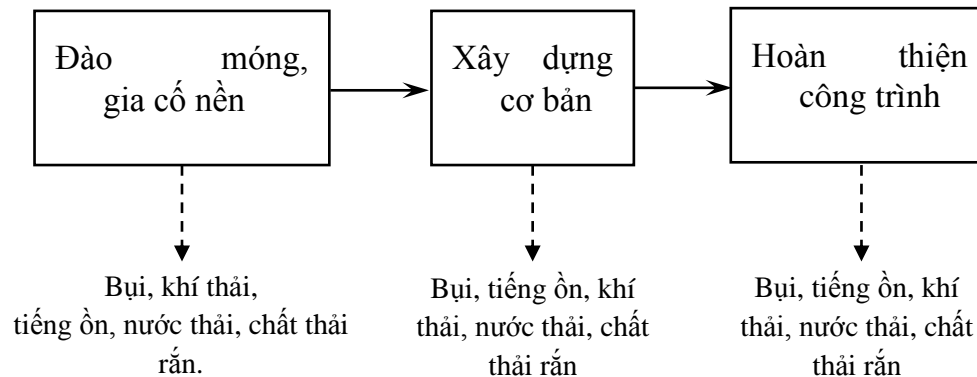 Đào móng,
gia cố nền
Xây dựng
cơ bản
Hoàn thiện
công trình
Bụi, khí thải,
tiếng ồn, nước thải, chất thải
rắn.
Bụi, tiếng ồn, khí
thải, nước thải, chất
thải rắn
Bụi, tiếng ồn, khí
thải, nước thải, chất
thải rắn